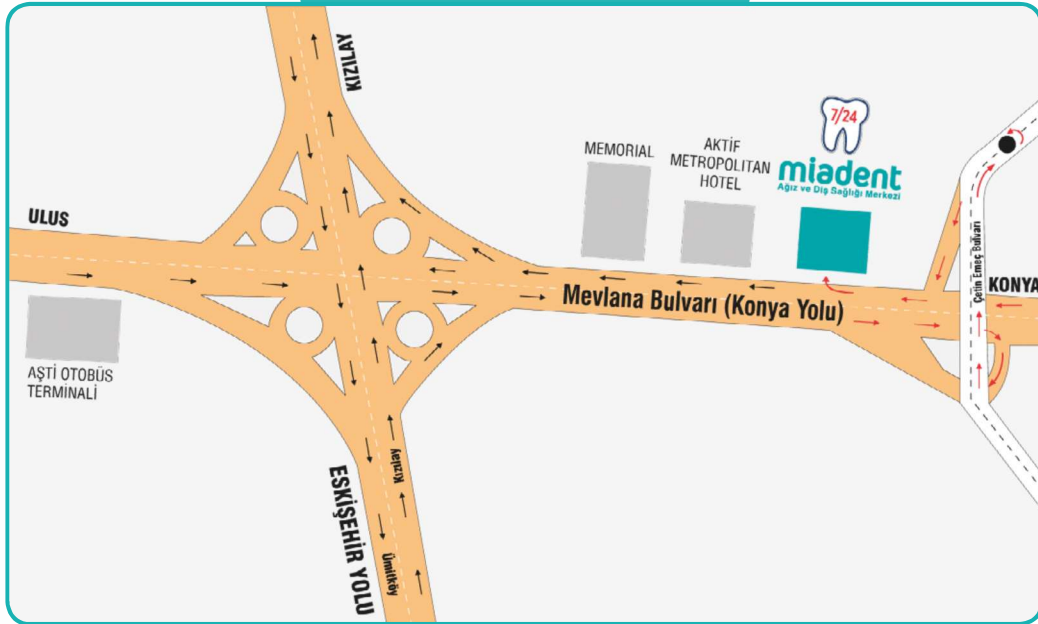 KIZILAY
ULUS
AŞTİ OTOBÜS
TERMİNALİ
MEMORIAL
AKTİF
METROPOLITAN
HOTEL
7/24
miadent
Ağız ve Diş Sağlığı Merkezi
Mevlana Bulvarı (Konya Yolu)
Çetin Emeç Bulvarı
KONYA
ESKİŞEHİR YOLU
Kızılay
Ümitköy